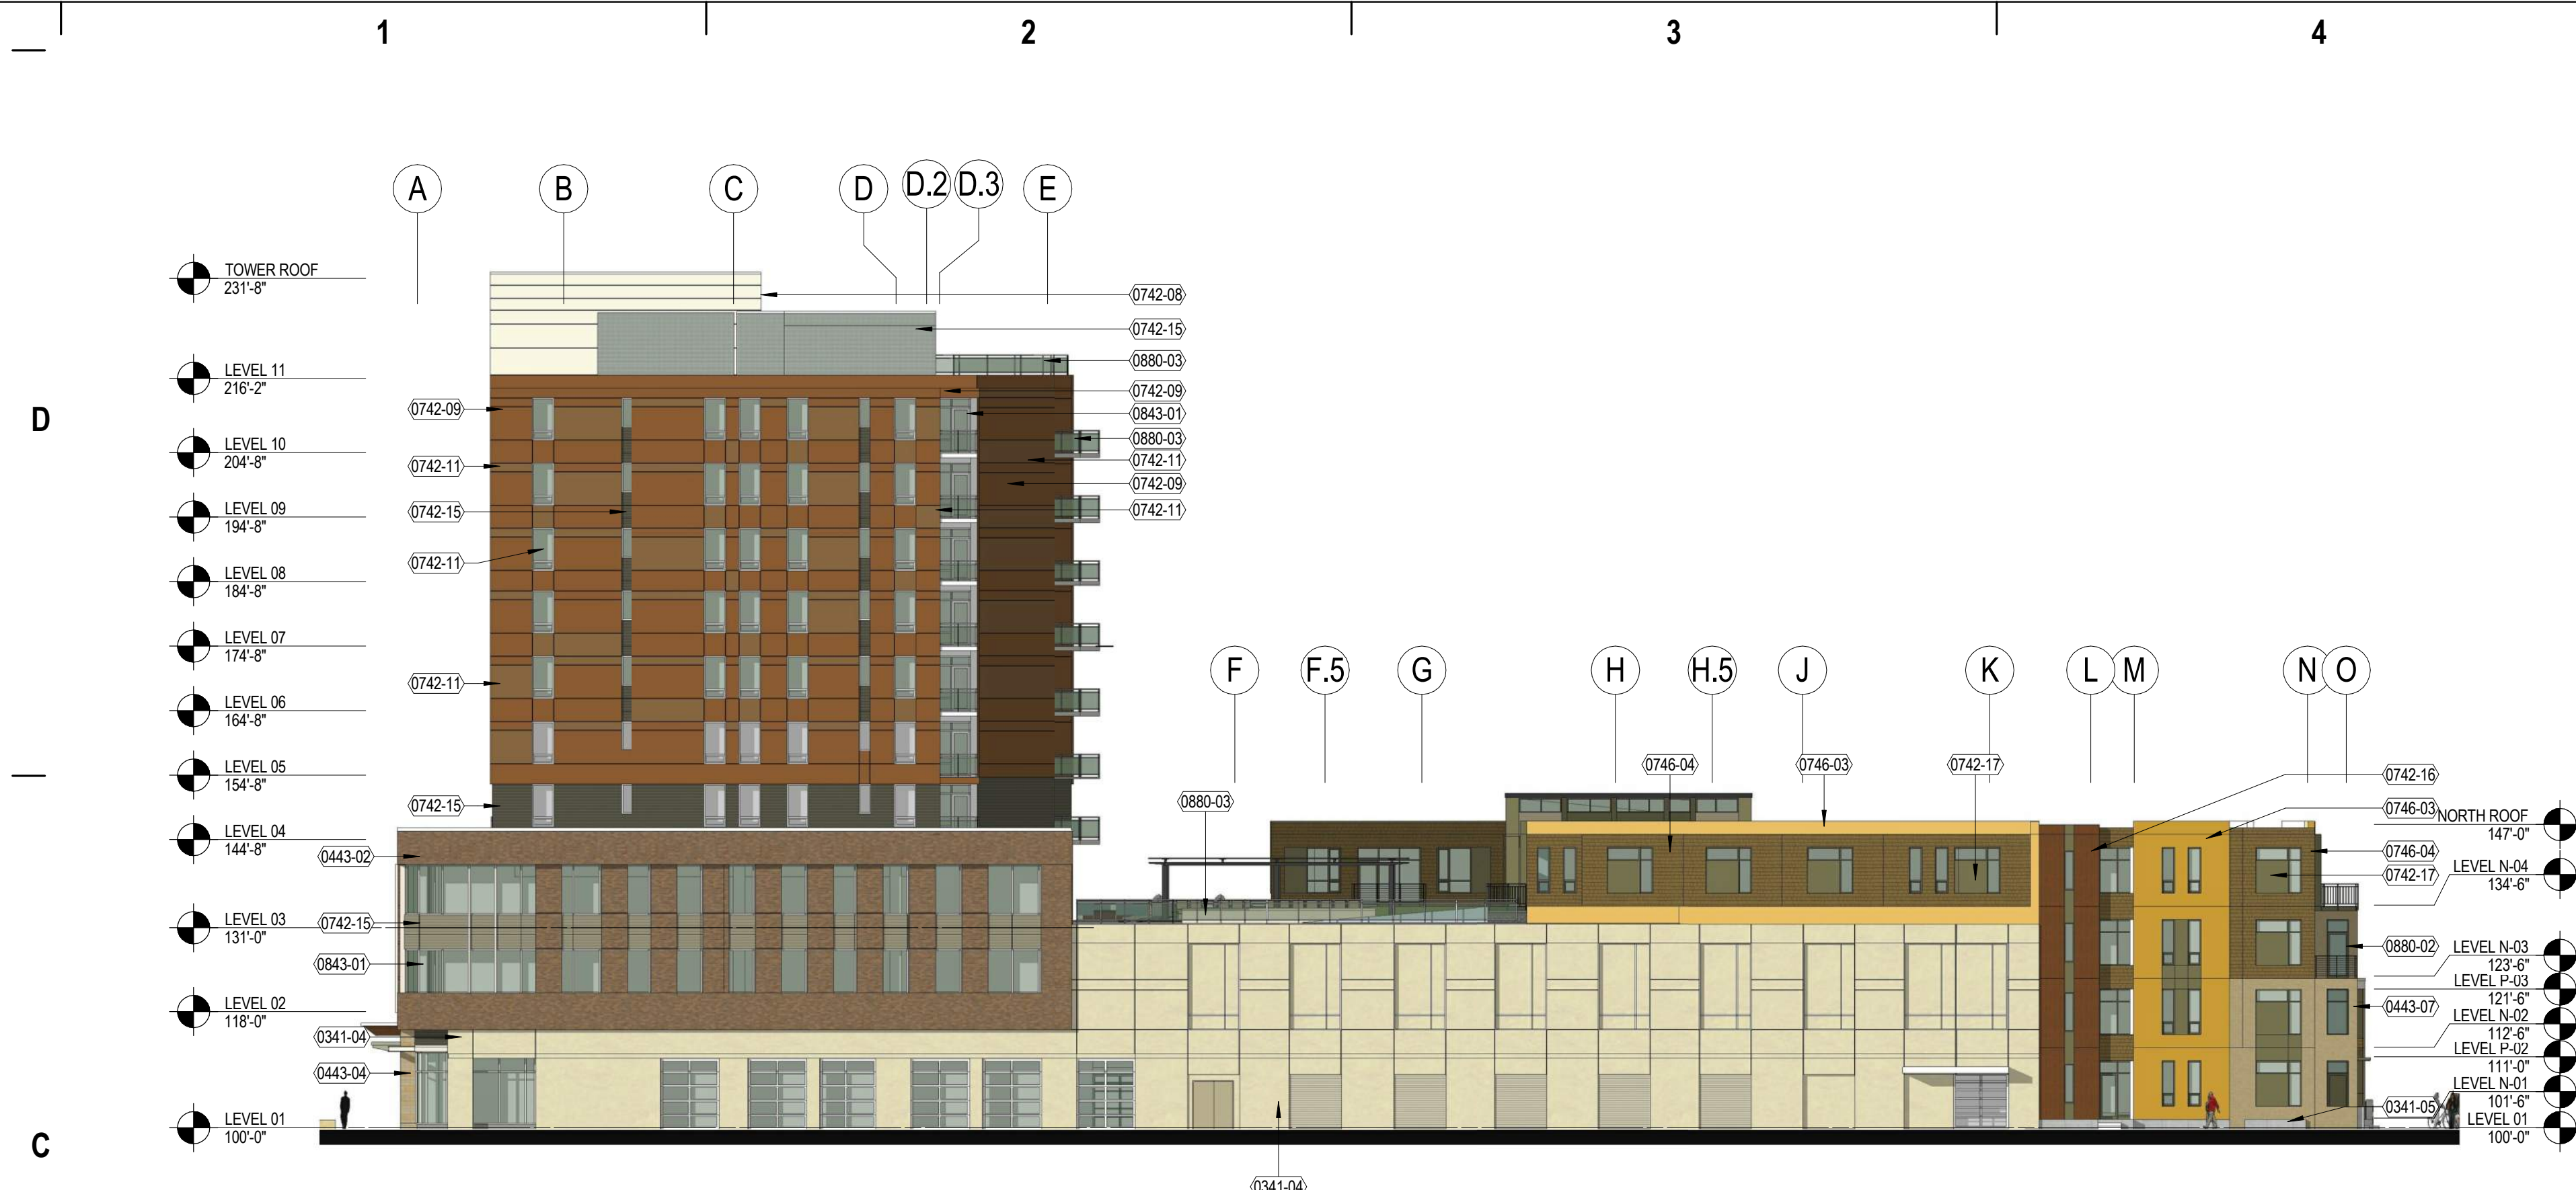 1 2 3 4
A B C D D.2 D.3 E
TOWER ROOF
231'-8"
0742-08
0742-15
0880-03
LEVEL 11
216'-2"
0742-09
0742-09
0843-01
D
0880-03
LEVEL 10
204'-8"
0742-11
0742-11
0742-09
0742-15
0742-11
LEVEL 09
194'-8"
0742-11
LEVEL 08
184'-8"
LEVEL 07
174'-8"
F F.5 G H H.5 J K L M N O
0742-11
LEVEL 06
164'-8"
LEVEL 05
154'-8"
0746-04 0746-03 0742-17 0742-16
0742-15
0880-03
0746-03
NORTH ROOF
147'-0"
LEVEL 04
144'-8"
0443-02
0746-04
0742-17
LEVEL N-04
134'-6"
LEVEL 03
131'-0"
0742-15
0880-02
LEVEL N-03
123'-6"
0843-01
LEVEL P-03
121'-6"
LEVEL 02
118'-0"
0443-07
LEVEL N-02
112'-6"
0341-04
LEVEL P-02
111'-0"
0443-04
LEVEL N-01
101'-6"
0341-05
LEVEL 01
100'-0"
LEVEL 01
100'-0"
C
0341-04